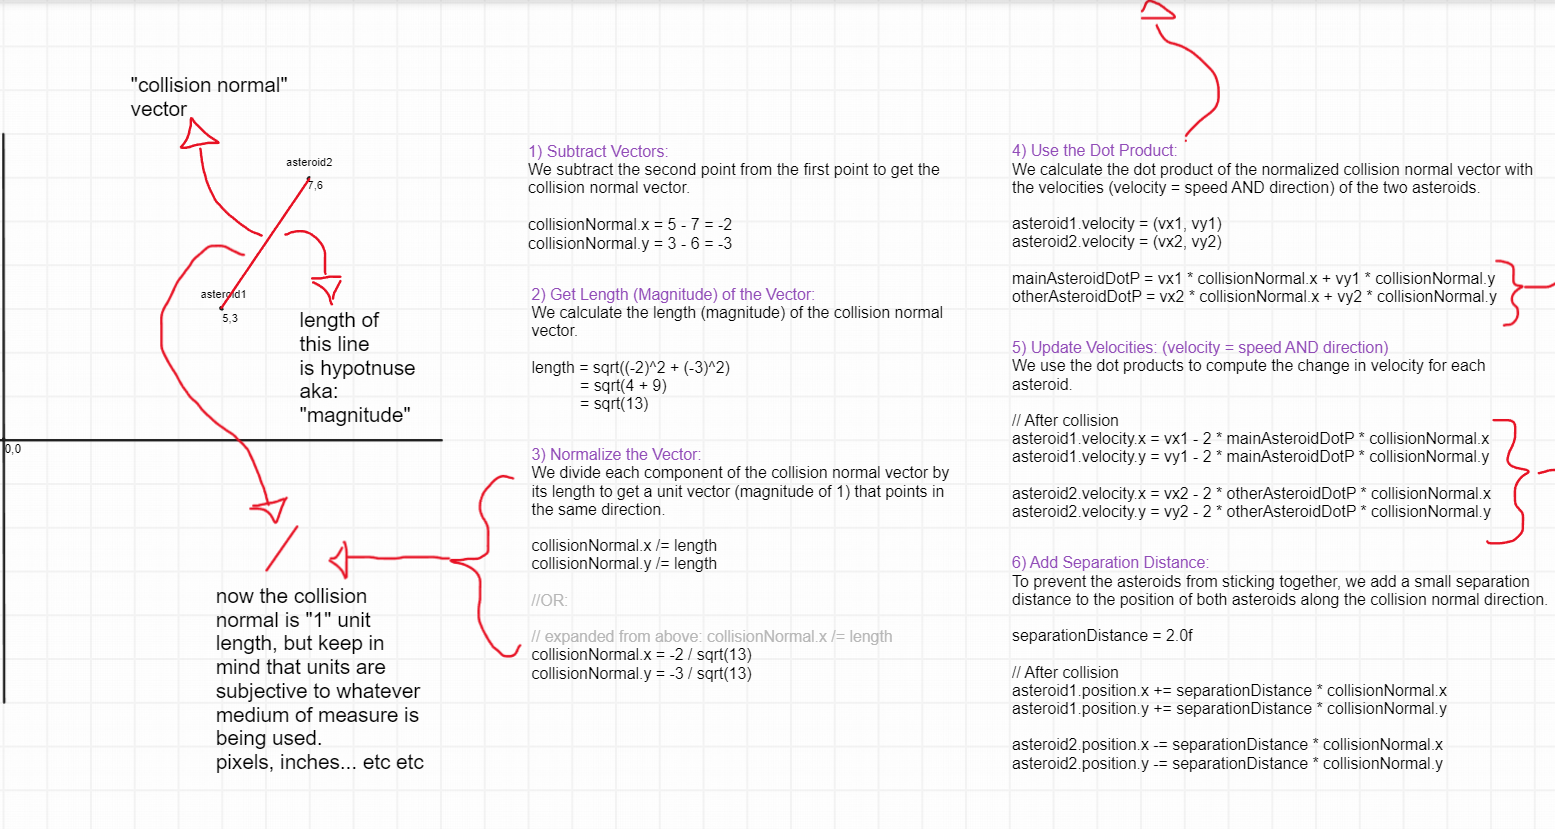 "collision normal"
vector
asteroid2
7,6
asteroid1
5,3
length of
this line
is hypotnuse
aka:
"magnitude"
0,0
now the collision
normal is "1" unit
length, but keep in
mind that units are
subjective to whatever
medium of measure is
being used.
pixels, inches... etc etc
1) Subtract Vectors:
We subtract the second point from the first point to get the
collision normal vector.
collisionNormal.x = 5 - 7 = -2
collisionNormal.y = 3 - 6 = -3
2) Get Length (Magnitude) of the Vector:
We calculate the length (magnitude) of the collision normal
vector.
length = sqrt((-2)^2 + (-3)^2)
= sqrt(4 + 9)
= sqrt(13)
3) Normalize the Vector:
We divide each component of the collision normal vector by
its length to get a unit vector (magnitude of 1) that points in
the same direction.
collisionNormal.x /= length
collisionNormal.y /= length
//OR:
// expanded from above: collisionNormal.x /= length
collisionNormal.x = -2 / sqrt(13)
collisionNormal.y = -3 / sqrt(13)
4) Use the Dot Product:
We calculate the dot product of the normalized collision normal vector with
the velocities (velocity = speed AND direction) of the two asteroids.
asteroid1.velocity = (vx1, vy1)
asteroid2.velocity = (vx2, vy2)
mainAsteroidDotP = vx1 * collisionNormal.x + vy1 * collisionNormal.y
otherAsteroidDotP = vx2 * collisionNormal.x + vy2 * collisionNormal.y
5) Update Velocities: (velocity = speed AND direction)
We use the dot products to compute the change in velocity for each
asteroid.
// After collision
asteroid1.velocity.x = vx1 - 2 * mainAsteroidDotP * collisionNormal.x
asteroid1.velocity.y = vy1 - 2 * mainAsteroidDotP * collisionNormal.y
asteroid2.velocity.x = vx2 - 2 * otherAsteroidDotP * collisionNormal.x
asteroid2.velocity.y = vy2 - 2 * otherAsteroidDotP * collisionNormal.y
6) Add Separation Distance:
To prevent the asteroids from sticking together, we add a small separation
distance to the position of both asteroids along the collision normal direction.
separationDistance = 2.0f
// After collision
asteroid1.position.x += separationDistance * collisionNormal.x
asteroid1.position.y += separationDistance * collisionNormal.y
asteroid2.position.x -= separationDistance * collisionNormal.x
asteroid2.position.y -= separationDistance * collisionNormal.y